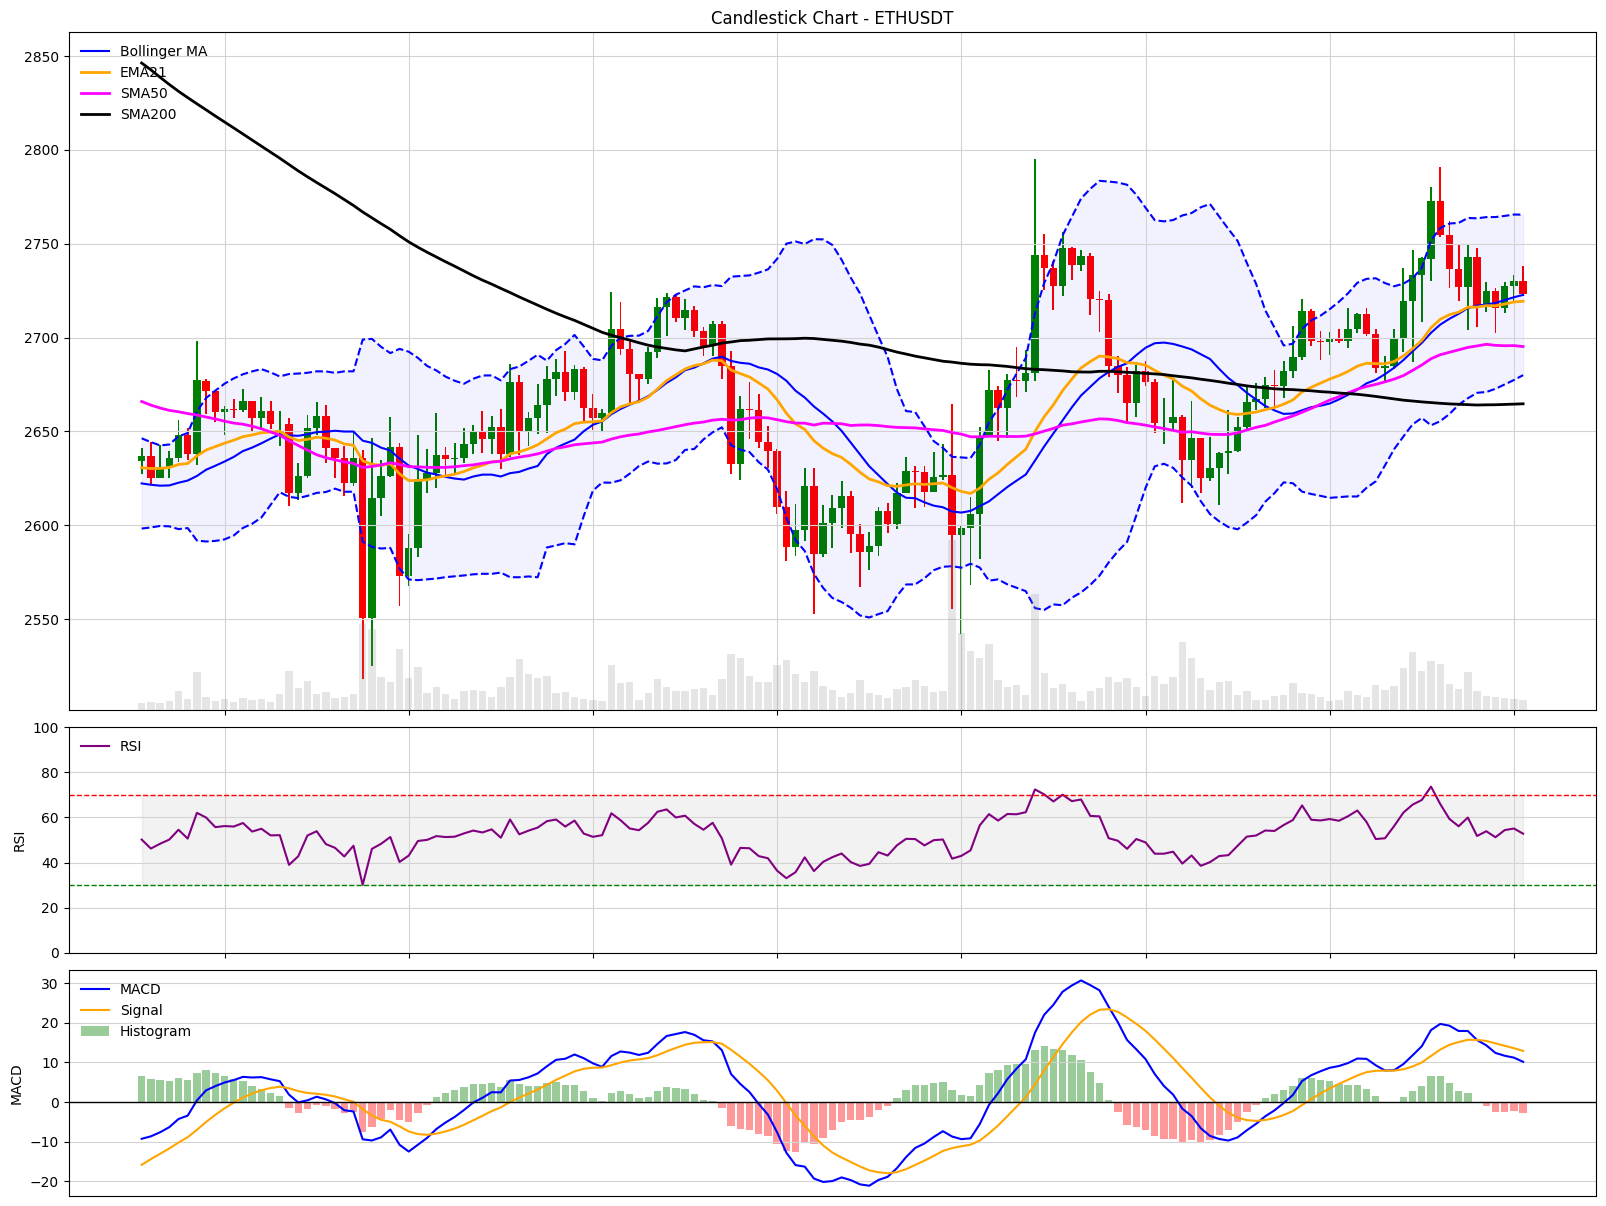 Candlestick Chart - ETHUSDT
Bollinger MA
EMA21
SMA50
SMA200
2850
2800
2750
2700
2650
2600
2550
RSI
100
80
60
40
20
0
RSI
MACD
Signal
Histogram
30
20
10
0
−10
−20
MACD